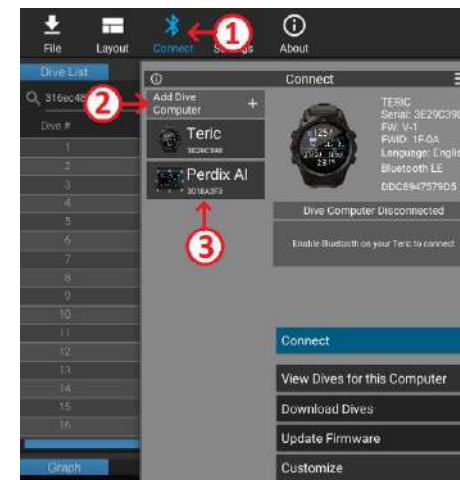 File Layout Connect Settings About
1
Dive List
Connect
316ec48
2
Add Dive Computer +
Dive #
Teric
3E29C398
Perdix AI
301EA2F3
3
TERIC
Serial: 3E29C398
FW: V-1
FWID: 1F-0A
Language: English
Bluetooth LE
DDC8947579D5
Dive Computer Disconnected
Enable Bluetooth on your Teric to connect
1
2
3
4
5
6
7
8
9
10
11
12
13
14
15
16
Connect
View Dives for this Computer
Download Dives
Update Firmware
Customize
Graph